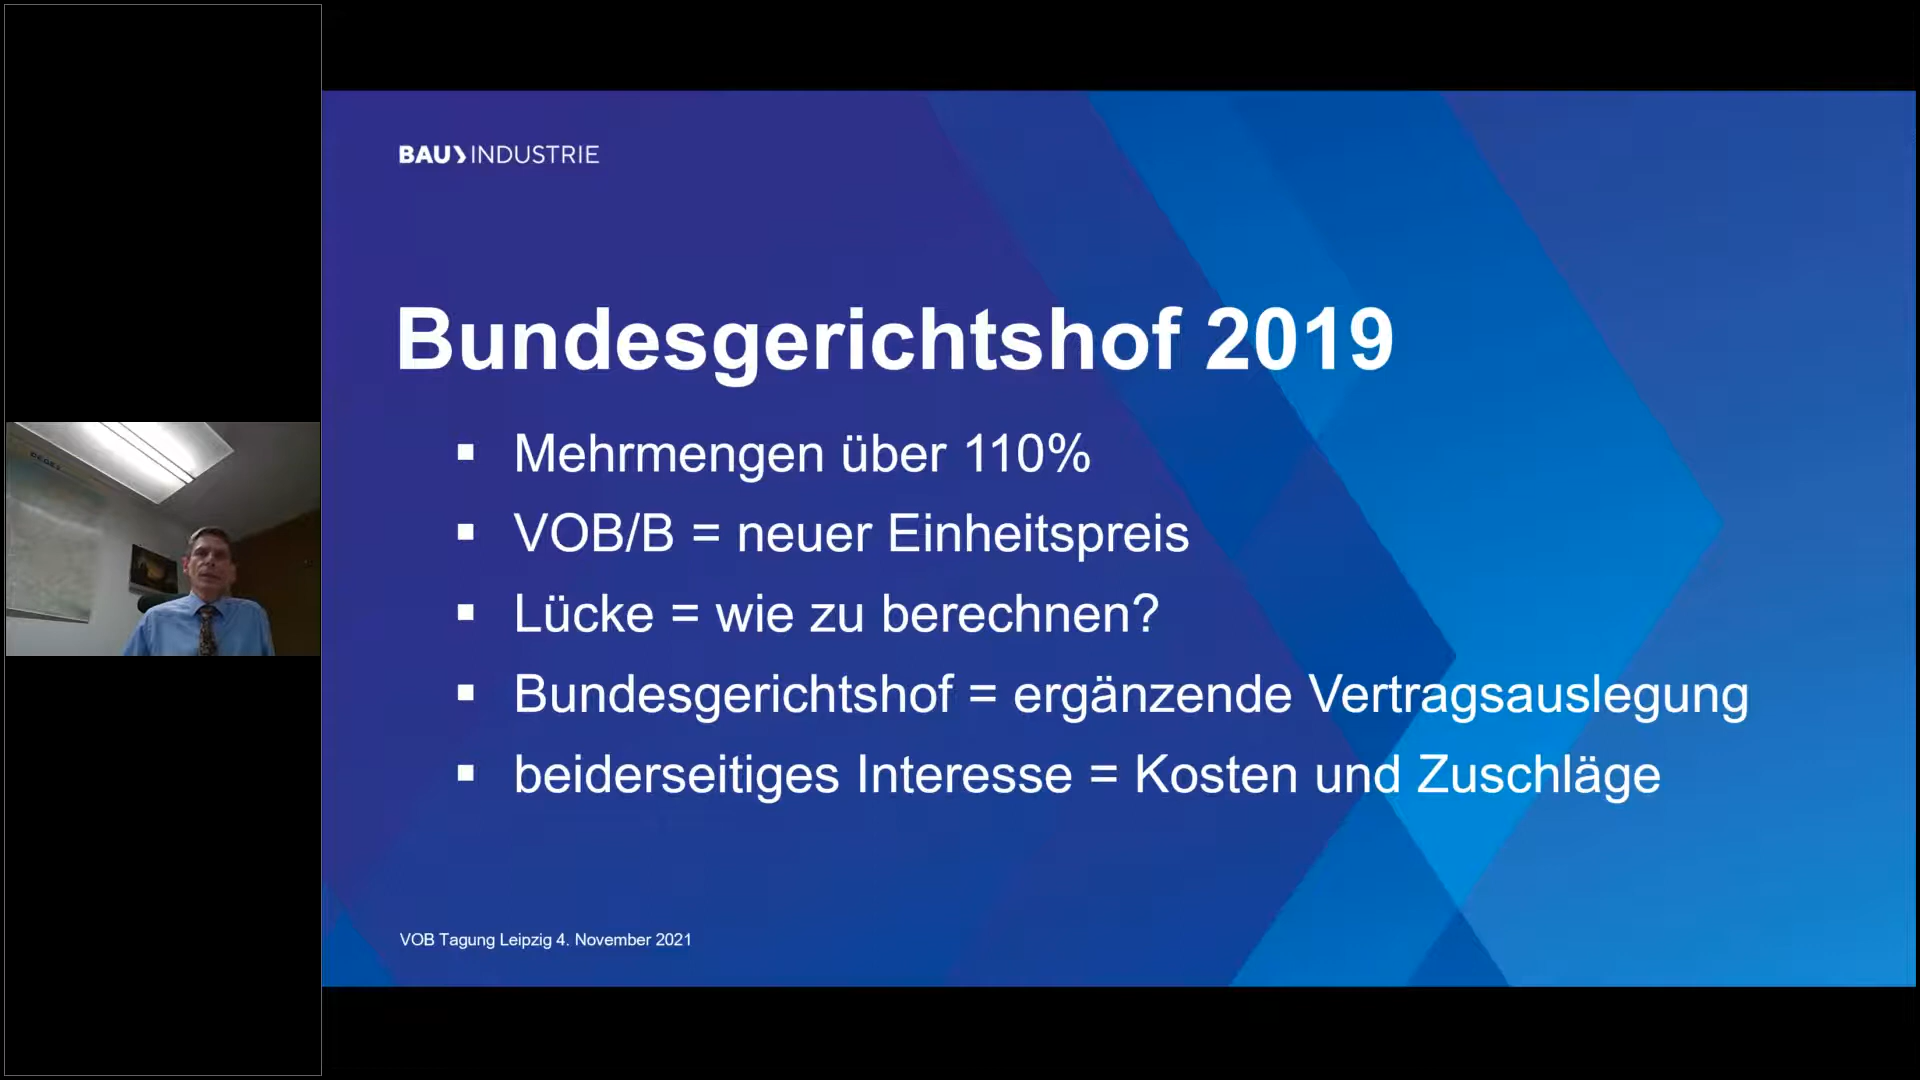 BAU INDUSTRIE
Bundesgerichtshof 2019
▪ Mehrmengen über 110%
▪ VOB/B = neuer Einheitspreis
▪ Lücke = wie zu berechnen?
▪ Bundesgerichtshof = ergänzende Vertragsauslegung
▪ beiderseitiges Interesse = Kosten und Zuschläge
VOB Tagung Leipzig 4. November 2021